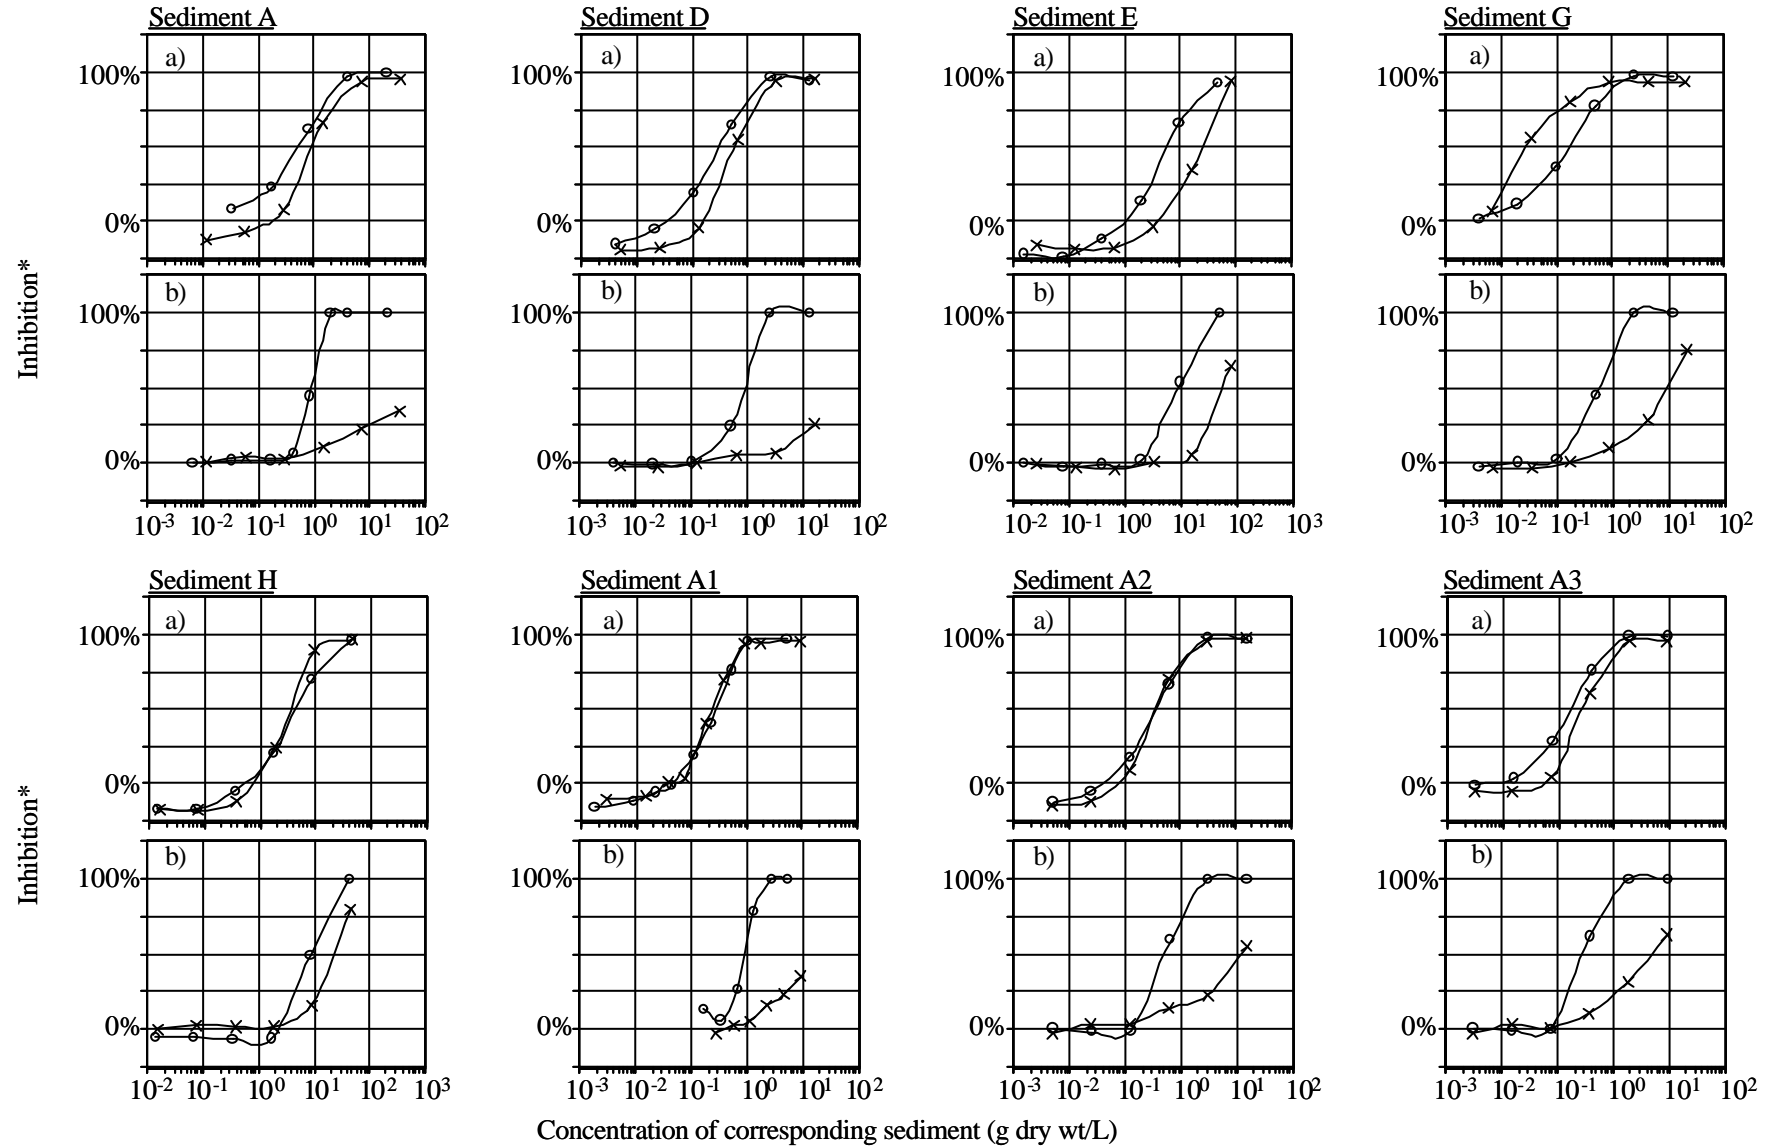 Sediment A Sediment D Sediment E Sediment G
a) a) a) a)
100% 100% 100% 100%
0% 0% 0% 0%
Inhibition*
b) b) b) b)
100% 100% 100% 100%
0% 0% 0% 0%
10-3 10-2 10-1 100 101 102 10-3 10-2 10-1 100 101 102 10-2 10-1 100 101 102 103 10-3 10-2 10-1 100 101 102
Sediment H Sediment A1 Sediment A2 Sediment A3
a) a) a) a)
100% 100% 100% 100%
0% 0% 0% 0%
Inhibition*
b) b) b) b)
100% 100% 100% 100%
0% 0% 0% 0%
10-2 10-1 100 101 102 103 10-3 10-2 10-1 100 101 102 10-3 10-2 10-1 100 101 102 10-3 10-2 10-1 100 101 102
Concentration of corresponding sediment (g dry wt/L)